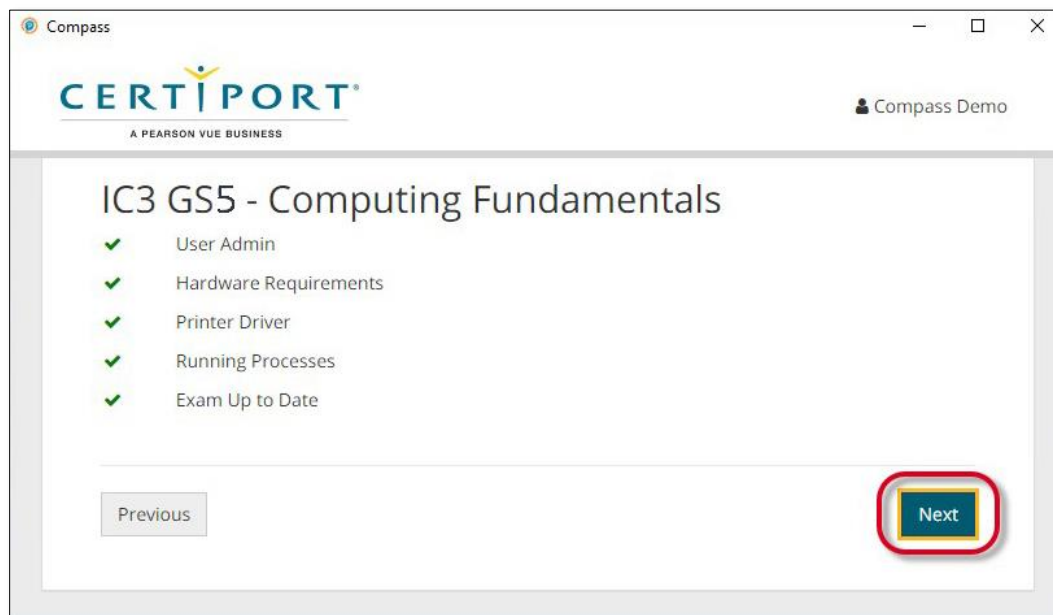 Compass
CERTIPORT®
A PEARSON VUE BUSINESS
Compass Demo
IC3 GS5 - Computing Fundamentals
User Admin
Hardware Requirements
Printer Driver
Running Processes
Exam Up to Date
Previous
Next